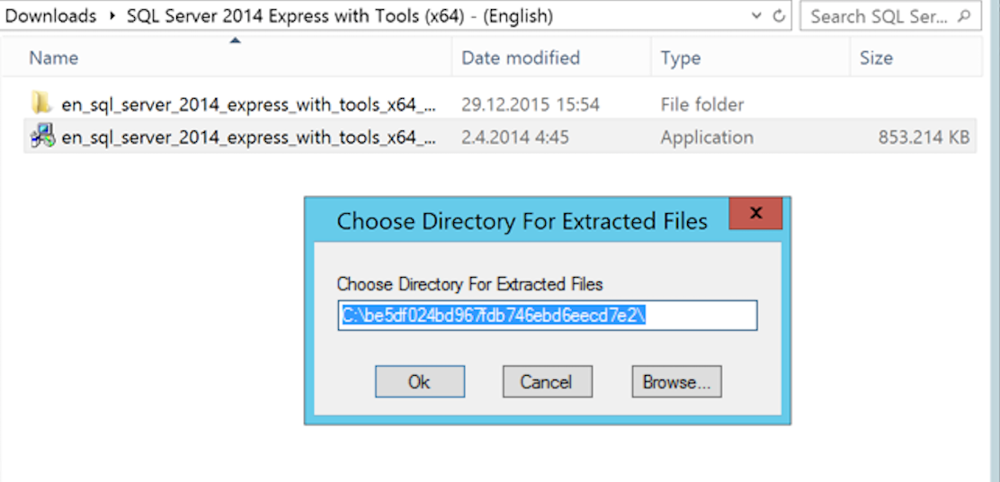 Downloads ‣ SQL Server 2014 Express with Tools (x64) - (English)
Search SQL Ser...
Name Date modified Type Size
en_sql_server_2014_express_with_tools_x64_... 29.12.2015 15:54 File folder
en_sql_server_2014_express_with_tools_x64_... 2.4.2014 4:45 Application 853.214 KB
Choose Directory For Extracted Files
x
Choose Directory For Extracted Files
C:\be5df024bd967fdb746ebd6eecd7e2\
Ok Cancel Browse...